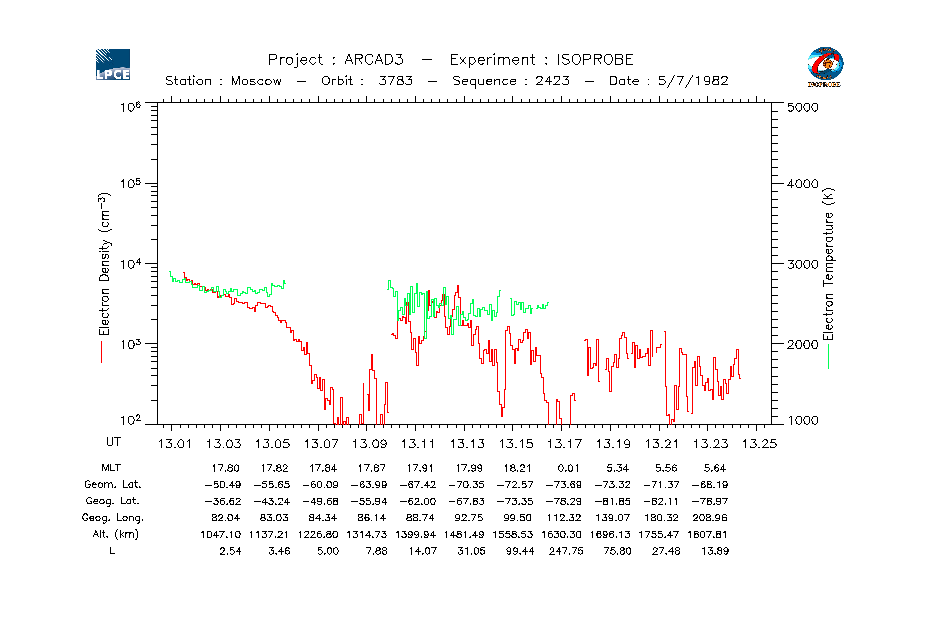 LPCE
Project : ARCAD3 − Experiment : ISOPROBE
Station : Moscow − Orbit : 3783 − Sequence : 2423 − Date : 5/7/1982
ISOPROBE
10⁶
10⁵
10⁴
10³
10²
Electron Density (cm⁻³)
5000
4000
3000
2000
1000
Electron Temperature (K)
UT 13.01 13.03 13.05 13.07 13.09 13.11 13.13 13.15 13.17 13.19 13.21 13.23 13.25
MLT 17.80 17.82 17.84 17.87 17.91 17.99 18.21 0.01 5.34 5.56 5.64
Geom. Lat. −50.49 −55.65 −60.09 −63.99 −67.42 −70.35 −72.57 −73.69 −73.32 −71.37 −68.19
Geog. Lat. −36.62 −43.24 −49.68 −55.94 −62.00 −67.83 −73.35 −78.29 −81.85 −82.11 −78.97
Geog. Long. 82.04 83.03 84.34 86.14 88.74 92.75 99.50 112.32 139.07 180.32 208.96
Alt. (km) 1047.10 1137.21 1226.80 1314.73 1399.94 1481.49 1558.53 1630.30 1696.13 1755.47 1807.81
L 2.54 3.46 5.00 7.88 14.07 31.05 99.44 247.75 75.80 27.48 13.89